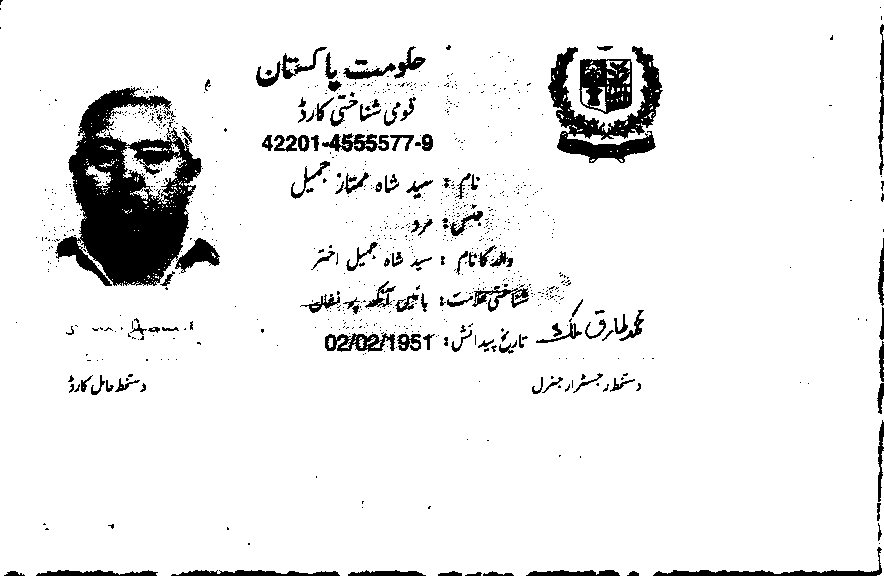 حکومت پاکستان
قومی شناختی کارڈ
42201-4555577-9
نام : سید شاہ ممتاز جمیل
جنس : مرد
والد کا نام : سید شاہ جمیل اختر
شناختی علامت : بائیں آنکھ پر نشان
تاریخ پیدائش : 02/02/1951
S m. Jamil
محمد طارق ملک
دستخط حامل کارڈ
دستخط رجسٹرار جنرل